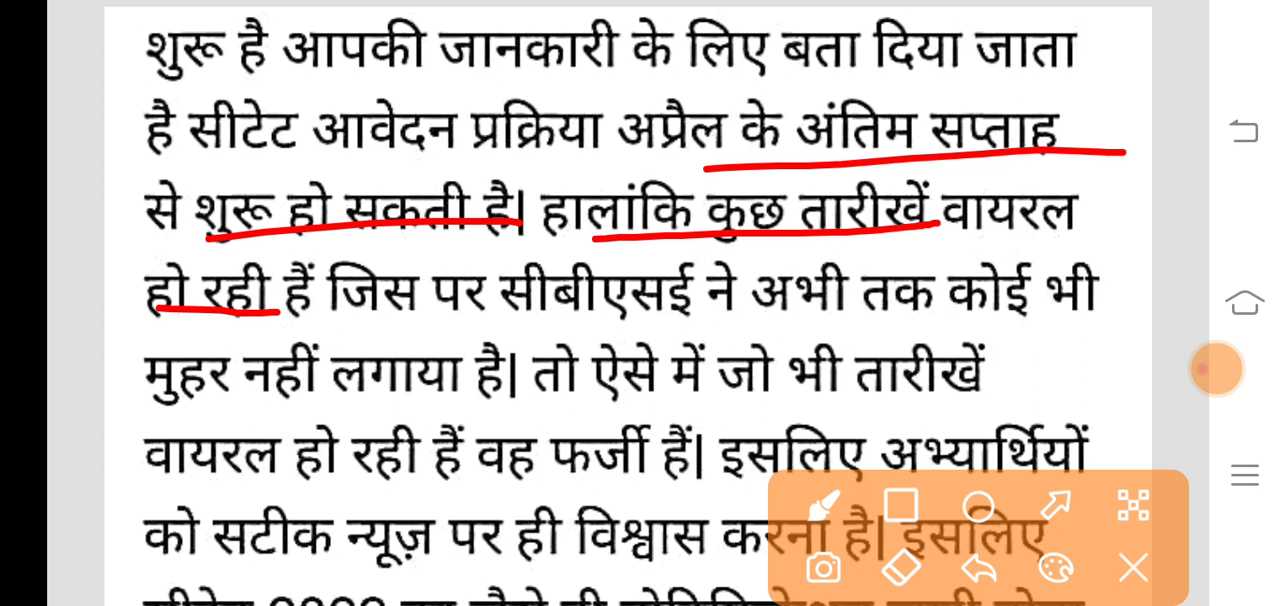 शुरू है आपकी जानकारी के लिए बता दिया जाता
है सीटेट आवेदन प्रक्रिया अप्रैल के अंतिम सप्ताह
से शुरू हो सकती है| हालांकि कुछ तारीखें वायरल
हो रही हैं जिस पर सीबीएसई ने अभी तक कोई भी
मुहर नहीं लगाया है| तो ऐसे में जो भी तारीखें
वायरल हो रही हैं वह फर्जी हैं| इसलिए अभ्यार्थियों
को सटीक न्यूज़ पर ही विश्वास करना है| इसलिए